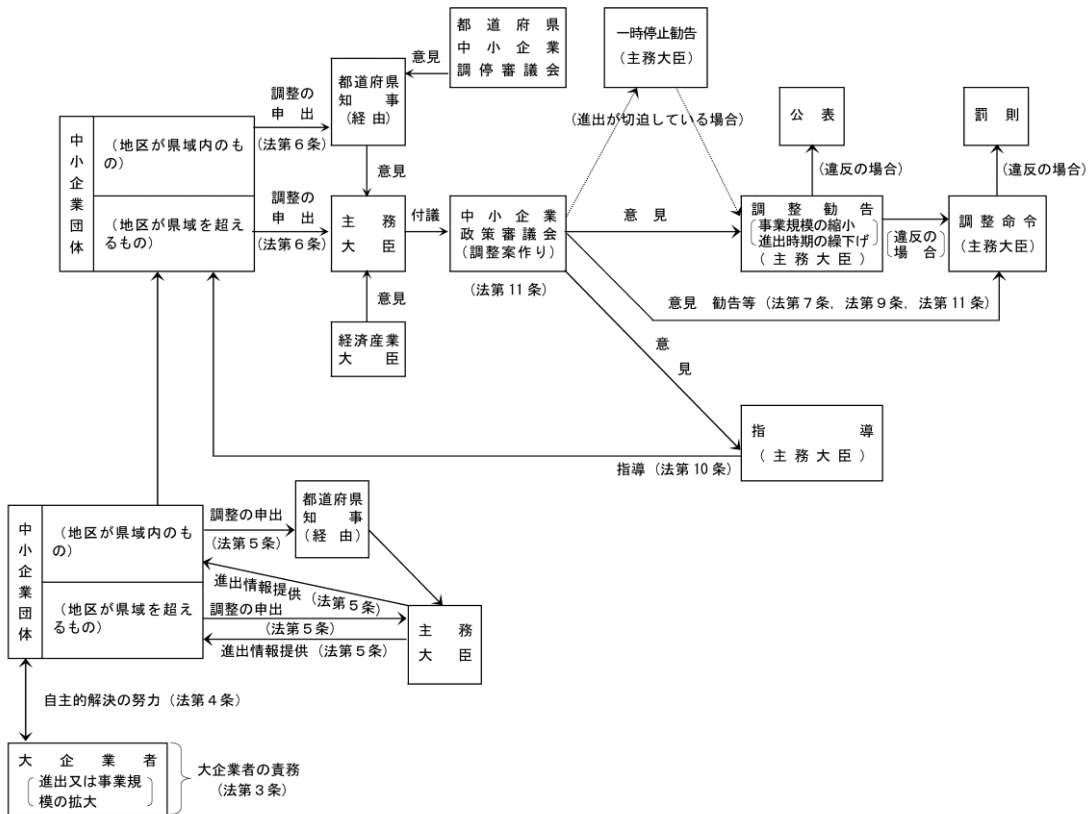 都道府県
中小企業
調停審議会
一時停止勧告
（主務大臣）
意見
都道府県
知事
（経由）
調整の
申出
（法第６条）
公表
罰則
（進出が切迫している場合）
（違反の場合）
（違反の場合）
中小企業団体
（地区が県域内のも
の）
（地区が県域を超え
るもの）
意見
調整の
申出
（法第６条）
主務
大臣
付議
中小企業
政策審議会
（調整案作り）
（法第11条）
意見
調整勧告
〔事業規模の縮小
進出時期の繰下げ〕
（主務大臣）
〔違反の
場合〕
調整命令
（主務大臣）
意見
経済産業
大臣
意見　勧告等（法第７条，法第９条，法第11条）
意
見
指導
（主務大臣）
指導（法第10条）
中小企業団体
（地区が県域内のも
の）
（地区が県域を超え
るもの）
調整の申出
（法第５条）
都道府県
知事
（経由）
進出情報提供（法第５条）
調整の申出
（法第５条）
進出情報提供（法第５条）
主務
大臣
自主的解決の努力（法第４条）
大企業者
〔進出又は事業規
模の拡大〕
大企業者の責務
（法第３条）